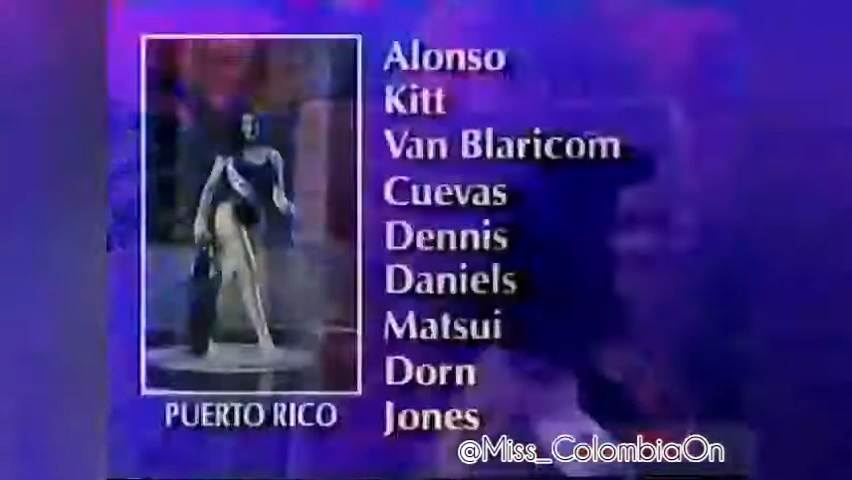 Alonso
Kitt
Van Blaricom
Cuevas
Dennis
Daniels
Matsui
Dorn
Jones
PUERTO RICO
@Miss_ColombiaOn